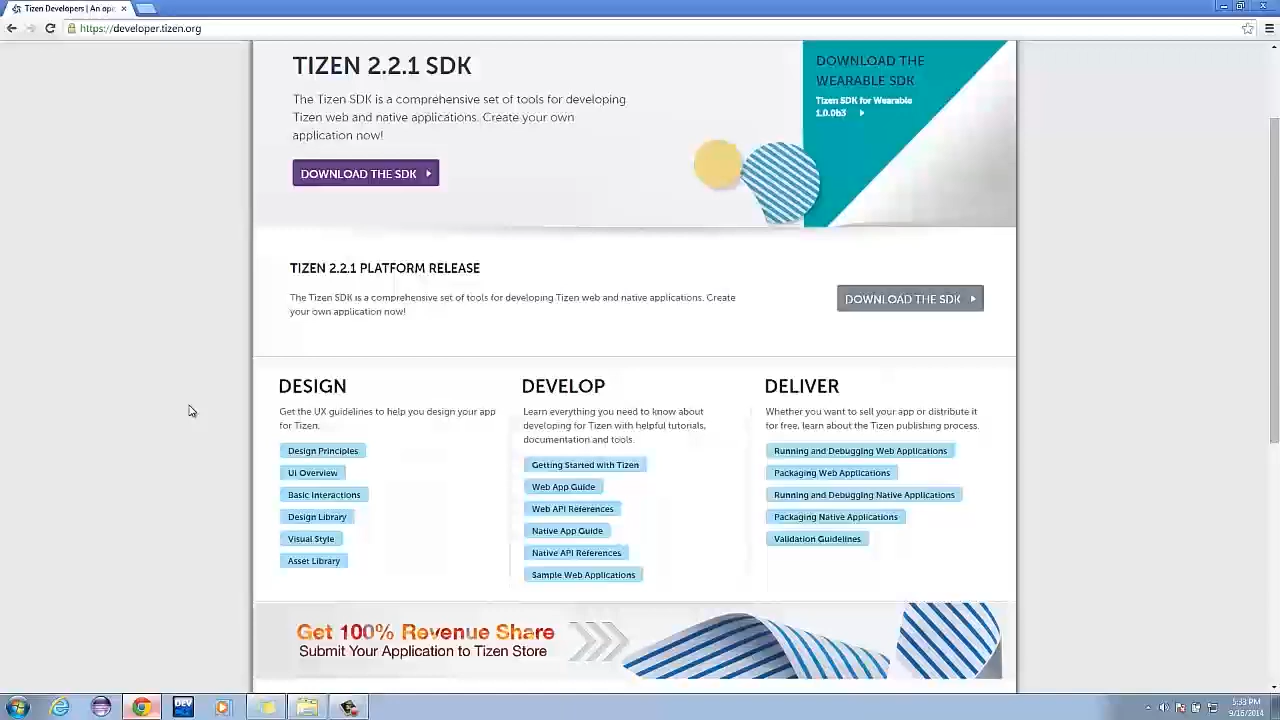 Tizen Developers | An ope
https://developer.tizen.org
TIZEN 2.2.1 SDK
The Tizen SDK is a comprehensive set of tools for developing
Tizen web and native applications. Create your own
application now!
DOWNLOAD THE SDK
DOWNLOAD THE
WEARABLE SDK
Tizen SDK for Wearable
1.0.0b3
TIZEN 2.2.1 PLATFORM RELEASE
The Tizen SDK is a comprehensive set of tools for developing Tizen web and native applications. Create
your own application now!
DOWNLOAD THE SDK
DESIGN
Get the UX guidelines to help you design your app
for Tizen.
Design Principles
UI Overview
Basic Interactions
Design Library
Visual Style
Asset Library
DEVELOP
Learn everything you need to know about
developing for Tizen with helpful tutorials,
documentation and tools.
Getting Started with Tizen
Web App Guide
Web API References
Native App Guide
Native API References
Sample Web Applications
DELIVER
Whether you want to sell your app or distribute it
for free, learn about the Tizen publishing process.
Running and Debugging Web Applications
Packaging Web Applications
Running and Debugging Native Applications
Packaging Native Applications
Validation Guidelines
Get 100% Revenue Share
Submit Your Application to Tizen Store
DEV
5:33 PM
9/16/2014